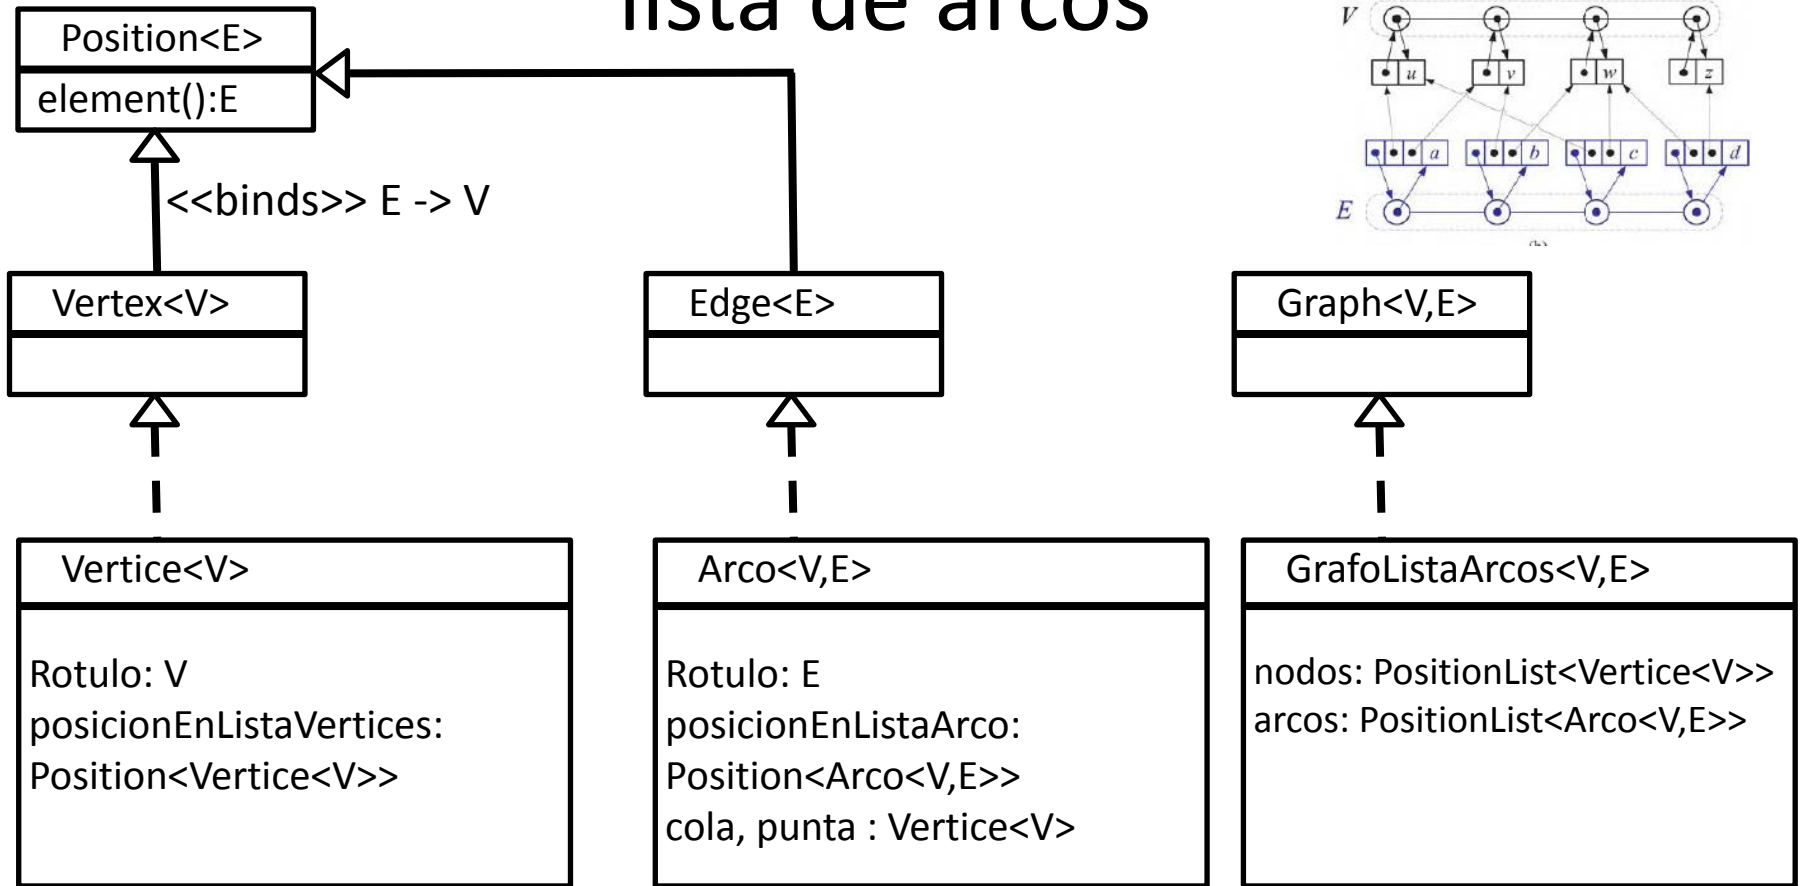 lista de arcos
Position<E>
element():E
<<binds>> E -> V
V
u v w z
a b c d
E
Vertex<V>
Edge<E>
Graph<V,E>
Vertice<V>
Rotulo: V
posicionEnListaVertices:
Position<Vertice<V>>
Arco<V,E>
Rotulo: E
posicionEnListaArco:
Position<Arco<V,E>>
cola, punta : Vertice<V>
GrafoListaArcos<V,E>
nodos: PositionList<Vertice<V>>
arcos: PositionList<Arco<V,E>>